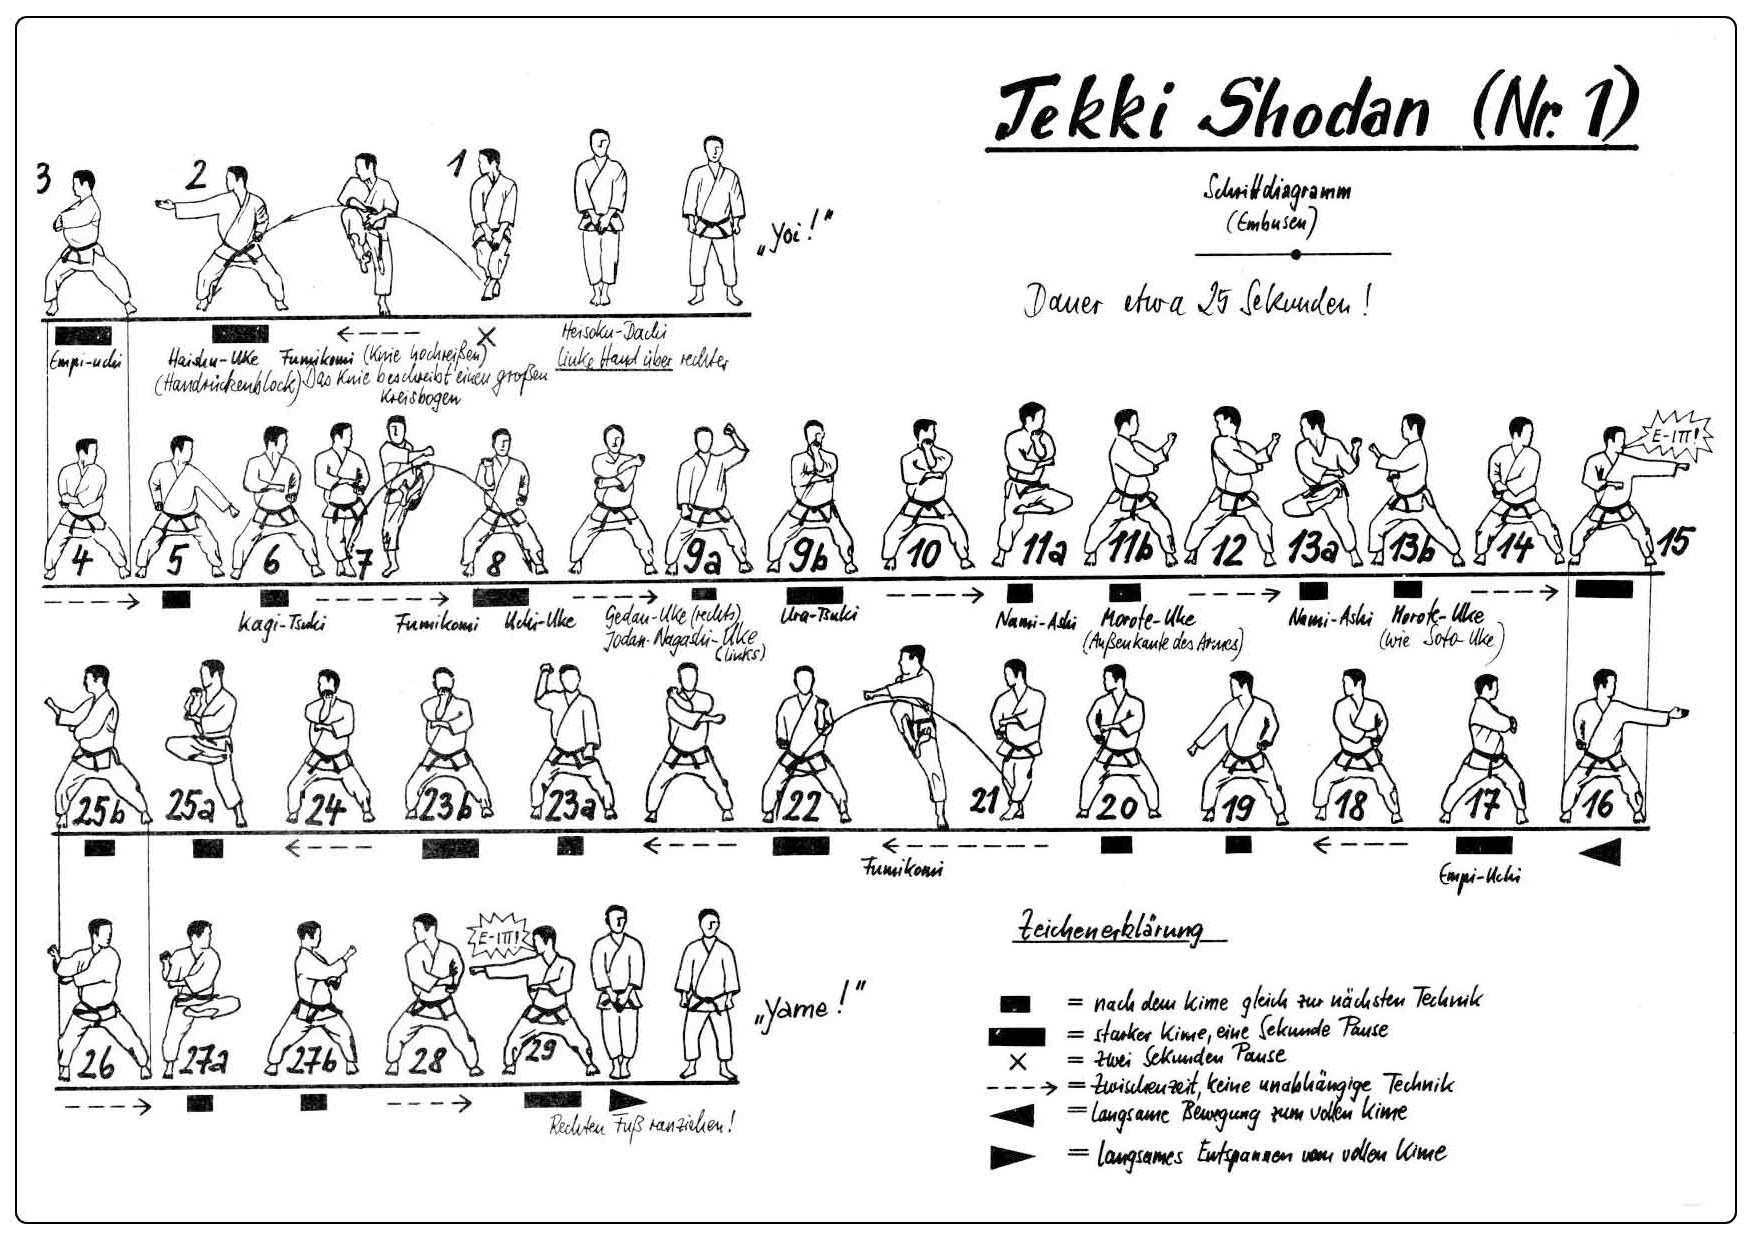 Tekki Shodan (Nr. 1)
Schrittdiagramm
(Embusen)
Dauer etwa 25 Sekunden!
3
2
1
„Yoi!“
Empi-uchi
Haishu-Uke
(Handrückenblock)
Fumikomi (Knie hochreißen)
Das Knie beschreibt einen großen
Kreisbogen
Heisoku-Dachi
linke Hand über rechter
4
5
6
7
8
9a
9b
10
11a
11b
12
13a
13b
14
15
E-ITI!
Kagi-Tsuki
Fumikomi
Uchi-Uke
Gedan-Uke (rechts)
Jodan-Nagashi-Uke
(links)
Ura-Tsuki
Nami-Ashi
Morote-Uke
(Außenkante des Armes)
Nami-Ashi
Morote-Uke
(wie Soto-Uke)
25b
25a
24
23b
23a
22
21
20
19
18
17
16
Fumikomi
Empi-Uchi
26
27a
27b
28
E-ITI!
29
„Yame!“
Rechten Fuß ranziehen!
Zeichenerklärung
= nach dem Kime gleich zur nächsten Technik
= starker Kime, eine Sekunde Pause
= zwei Sekunden Pause
= Zwischenzeit, keine unabhängige Technik
= langsame Bewegung zum vollen Kime
= langsames Entspannen vom vollen Kime